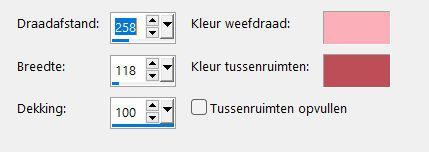 Draadafstand: 258 Kleur weefdraad:
Breedte: 118 Kleur tussenruimten:
Dekking: 100 Tussenruimten opvullen